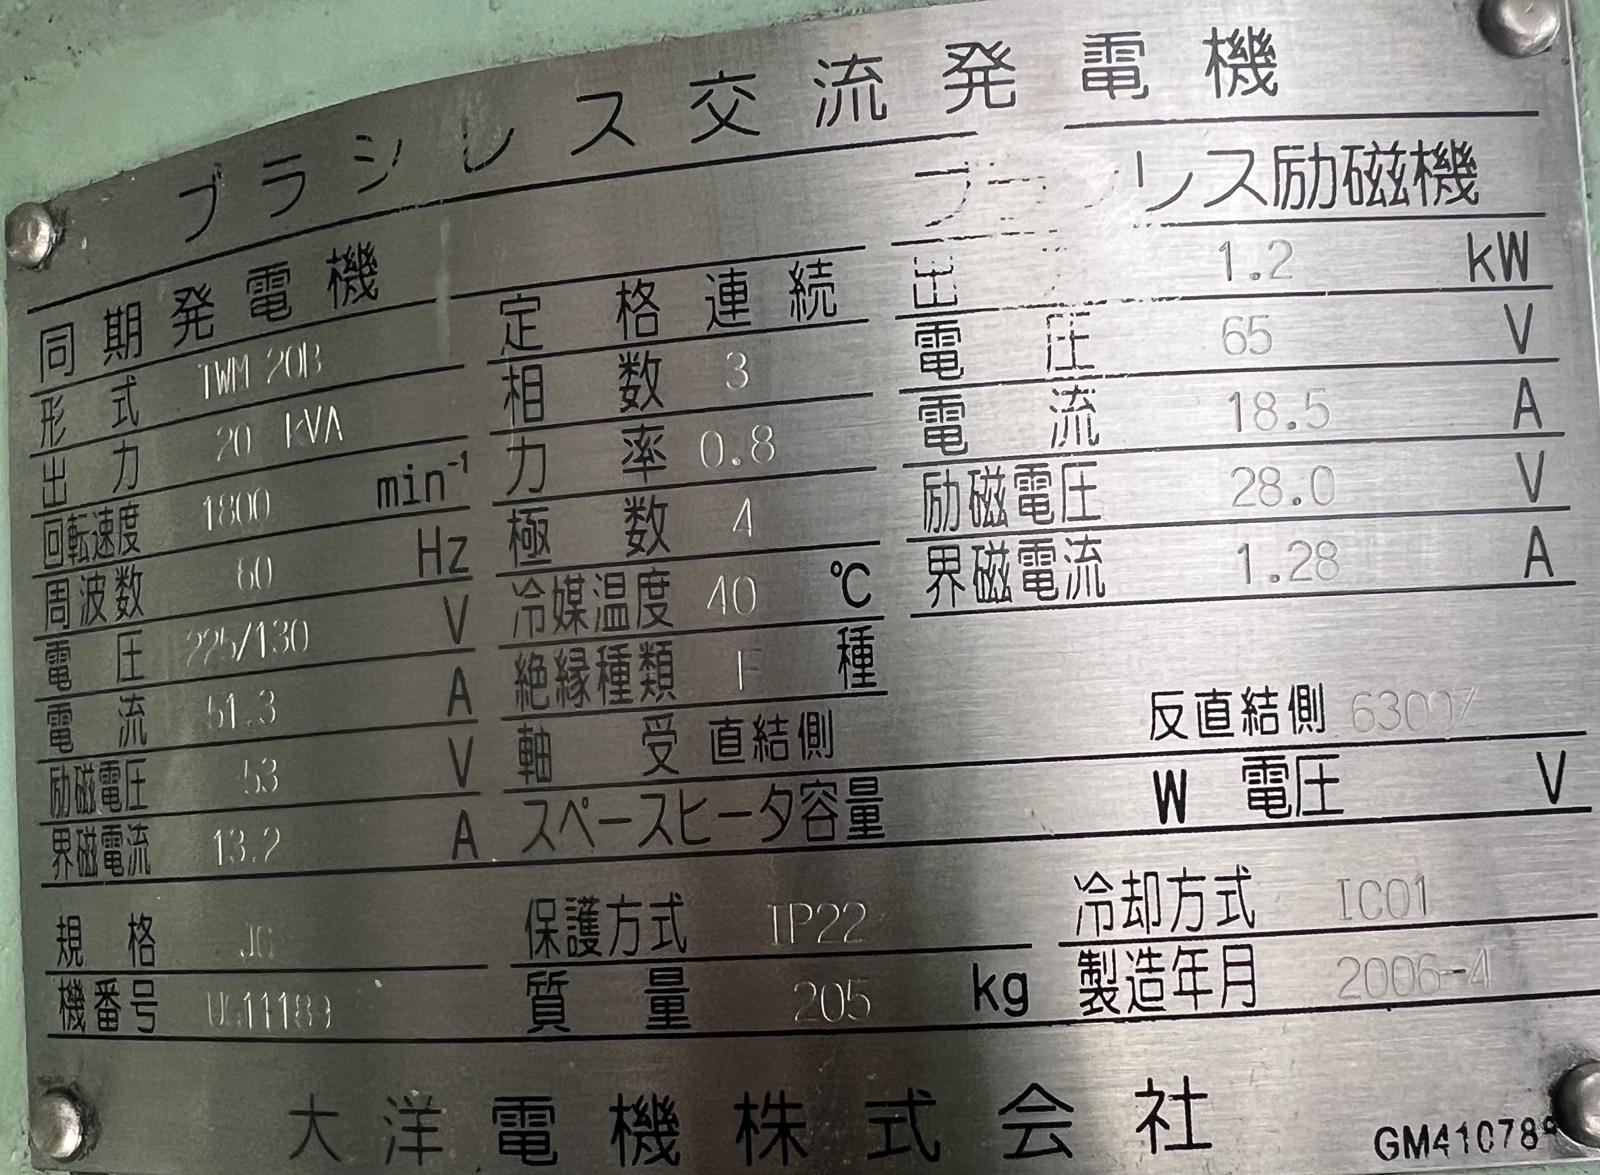 ブラシレス交流発電機
同期発電機
形式 TWM 20B
出力 20 kVA
回転速度 1800 min⁻¹
周波数 60 Hz
電圧 225/130 V
電流 51.3 A
励磁電圧 53 V
界磁電流 13.2 A
定格 連続
相数 3
力率 0.8
極数 4
冷媒温度 40 ℃
絶縁種類 F 種
軸受 直結側 反直結側
スペースヒータ容量 W 電圧 V
ブラシレス励磁機
出 1.2 kW
電圧 65 V
電流 18.5 A
励磁電圧 28.0 V
界磁電流 1.28 A
規格 保護方式 IP22 冷却方式 IC01
機番号 質量 205 kg 製造年月 2006-4
大洋電機株式会社